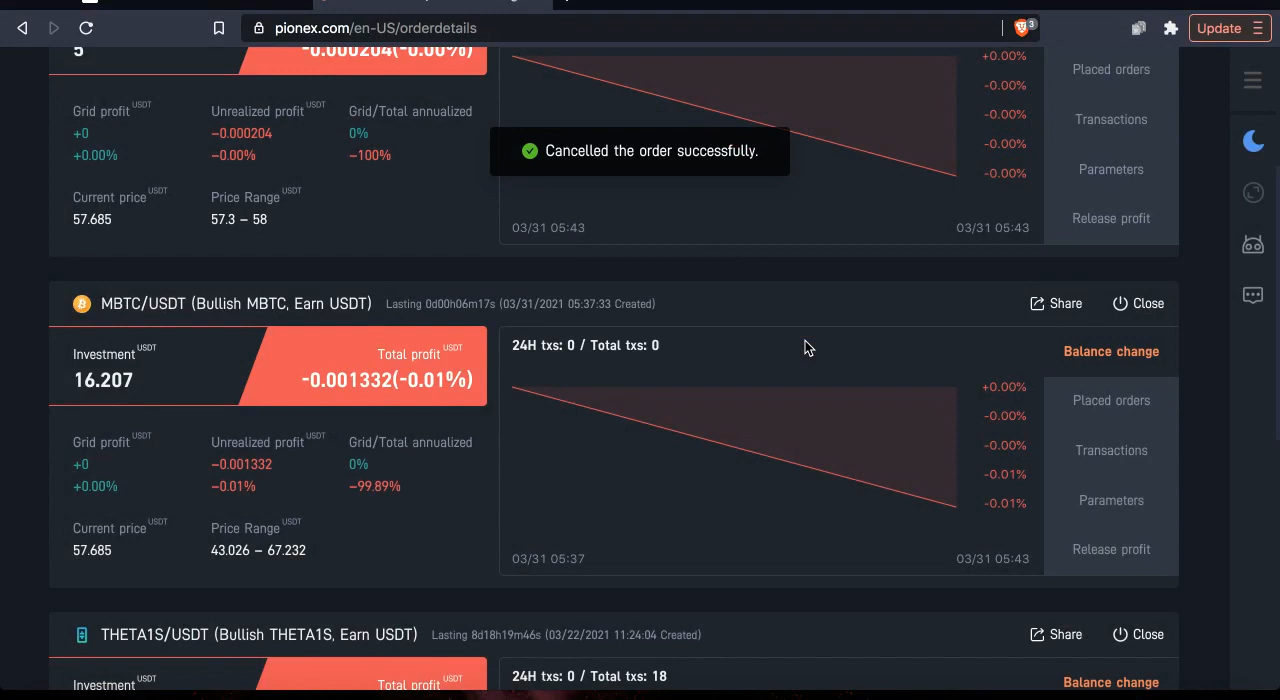 pionex.com/en-US/orderdetails
3
Update
5
-0.000204(-0.00%)
+0.00%
-0.00%
-0.00%
-0.00%
-0.00%
Placed orders
Transactions
Parameters
Release profit
Grid profit USDT
Unrealized profit USDT
Grid/Total annualized
+0
-0.000204
0%
+0.00%
-0.00%
-100%
Cancelled the order successfully.
Current price USDT
Price Range USDT
57.685
57.3 – 58
03/31 05:43
03/31 05:43
MBTC/USDT (Bullish MBTC, Earn USDT)
Lasting 0d00h06m17s (03/31/2021 05:37:33 Created)
Share
Close
Investment USDT
Total profit USDT
16.207
-0.001332(-0.01%)
24H txs: 0 / Total txs: 0
Balance change
+0.00%
-0.00%
-0.00%
-0.01%
-0.01%
Placed orders
Transactions
Parameters
Release profit
Grid profit USDT
Unrealized profit USDT
Grid/Total annualized
+0
-0.001332
0%
+0.00%
-0.01%
-99.89%
Current price USDT
Price Range USDT
57.685
43.026 – 67.232
03/31 05:37
03/31 05:43
THETA1S/USDT (Bullish THETA1S, Earn USDT)
Lasting 8d18h19m46s (03/22/2021 11:24:04 Created)
Share
Close
Investment USDT
Total profit USDT
24H txs: 0 / Total txs: 18
Balance change